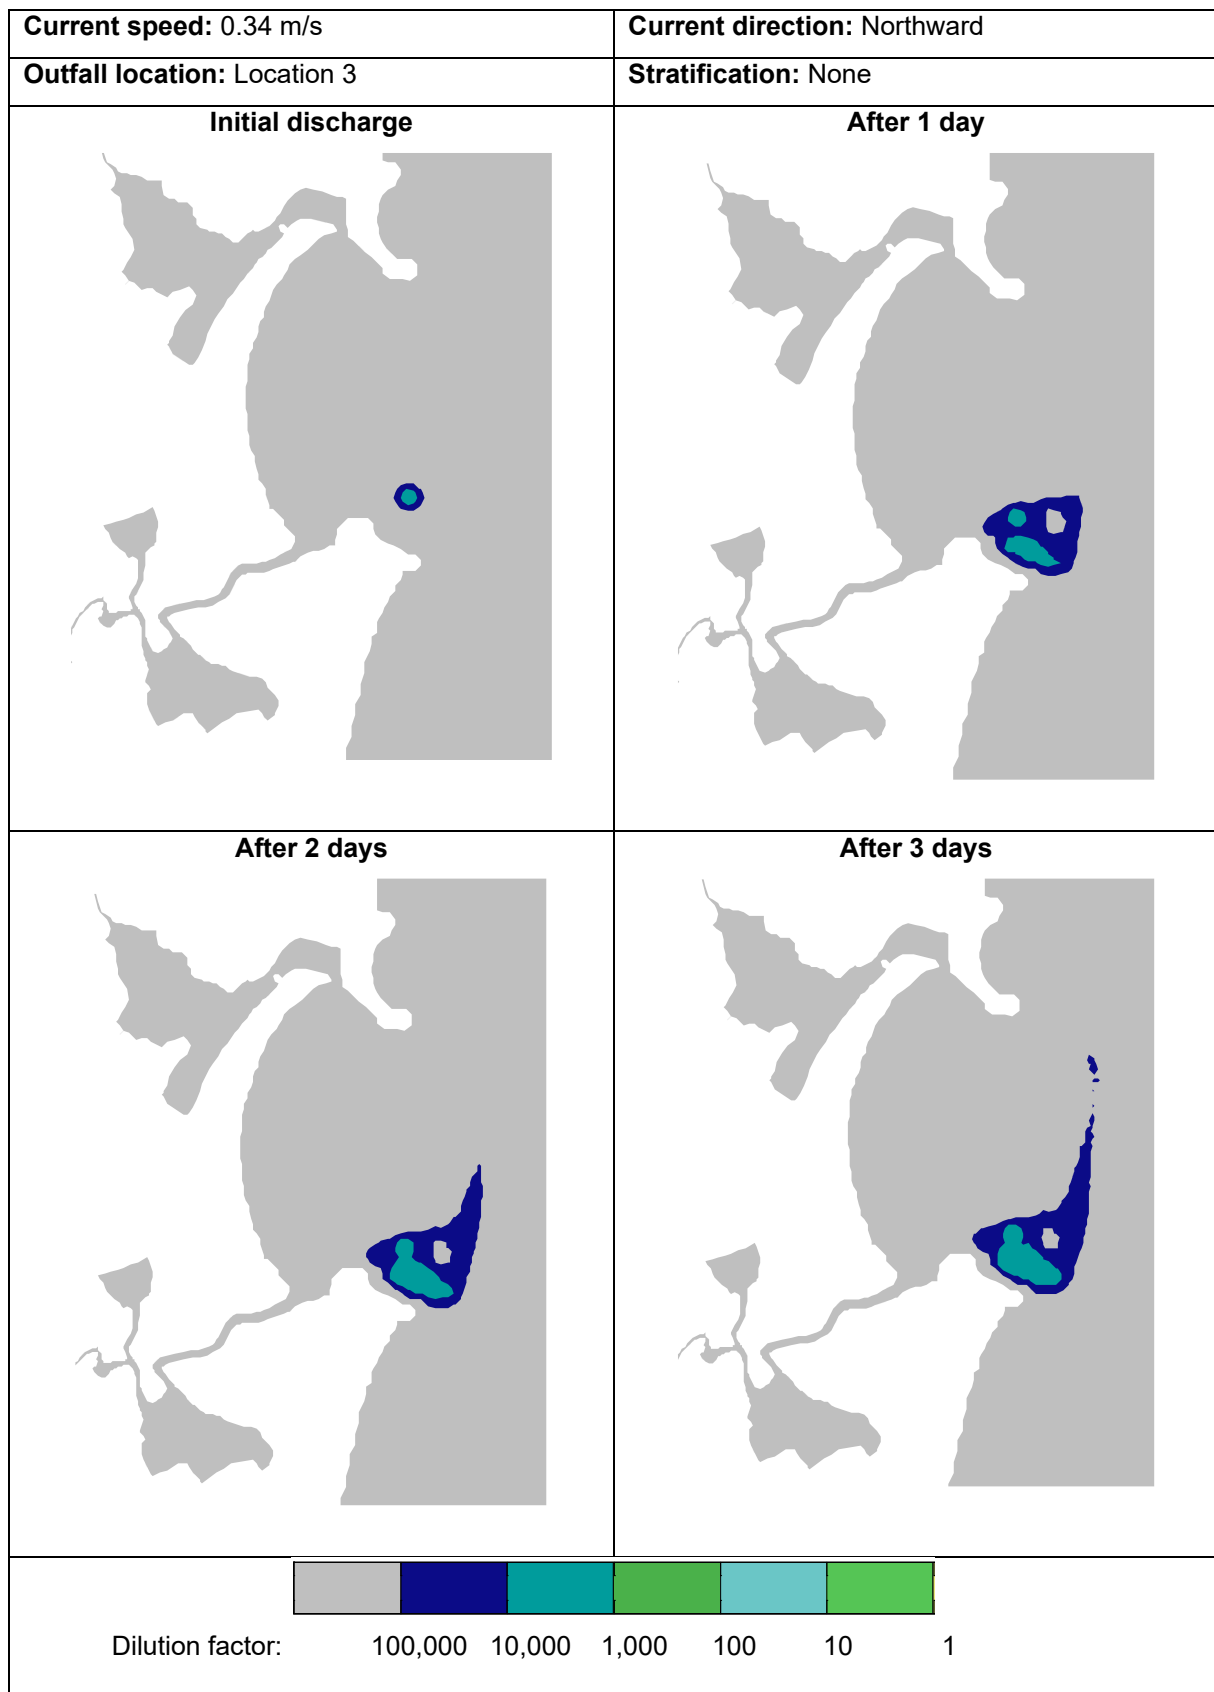 Current speed: 0.34 m/s
Current direction: Northward
Outfall location: Location 3
Stratification: None
Initial discharge
After 1 day
After 2 days
After 3 days
Dilution factor: 100,000 10,000 1,000 100 10 1